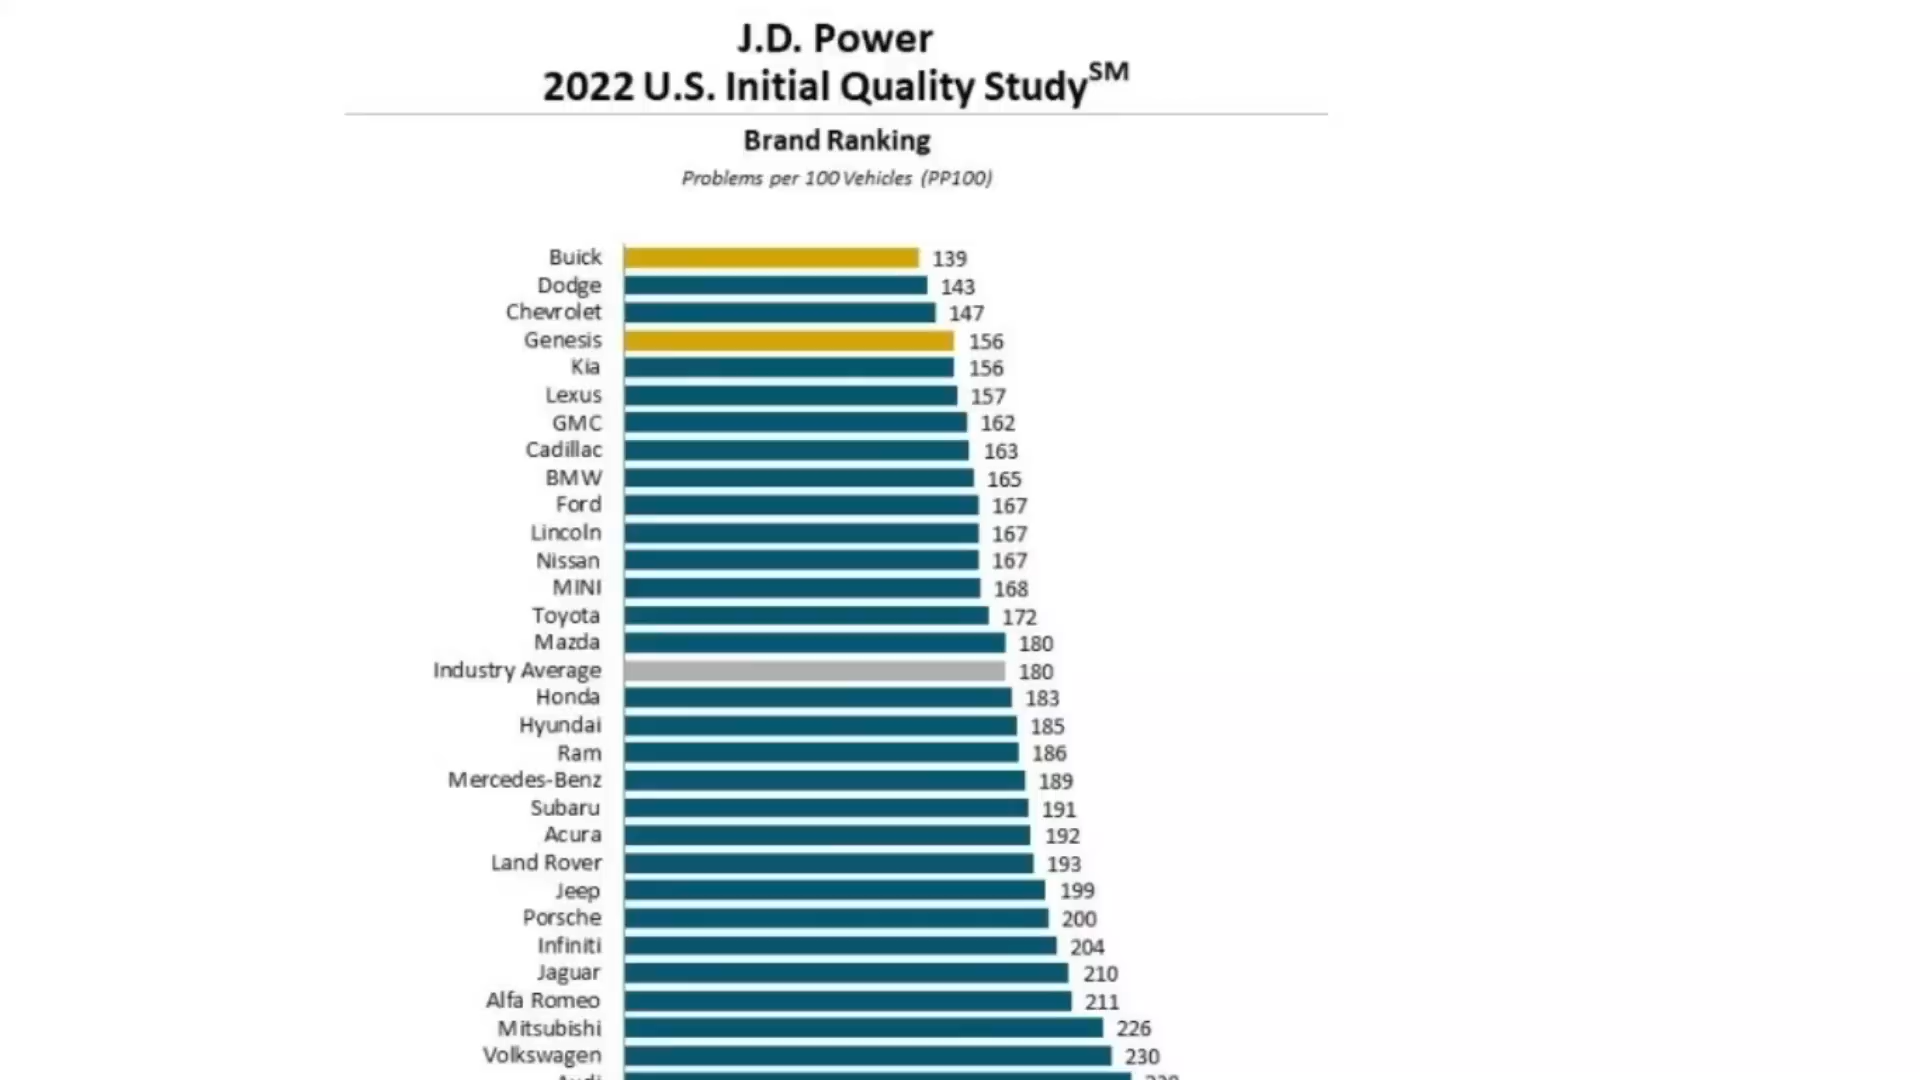 J.D. Power
2022 U.S. Initial Quality Study℠
Brand Ranking
Problems per 100 Vehicles (PP100)
Buick 139
Dodge 143
Chevrolet 147
Genesis 156
Kia 156
Lexus 157
GMC 162
Cadillac 163
BMW 165
Ford 167
Lincoln 167
Nissan 167
MINI 168
Toyota 172
Mazda 180
Industry Average 180
Honda 183
Hyundai 185
Ram 186
Mercedes-Benz 189
Subaru 191
Acura 192
Land Rover 193
Jeep 199
Porsche 200
Infiniti 204
Jaguar 210
Alfa Romeo 211
Mitsubishi 226
Volkswagen 230